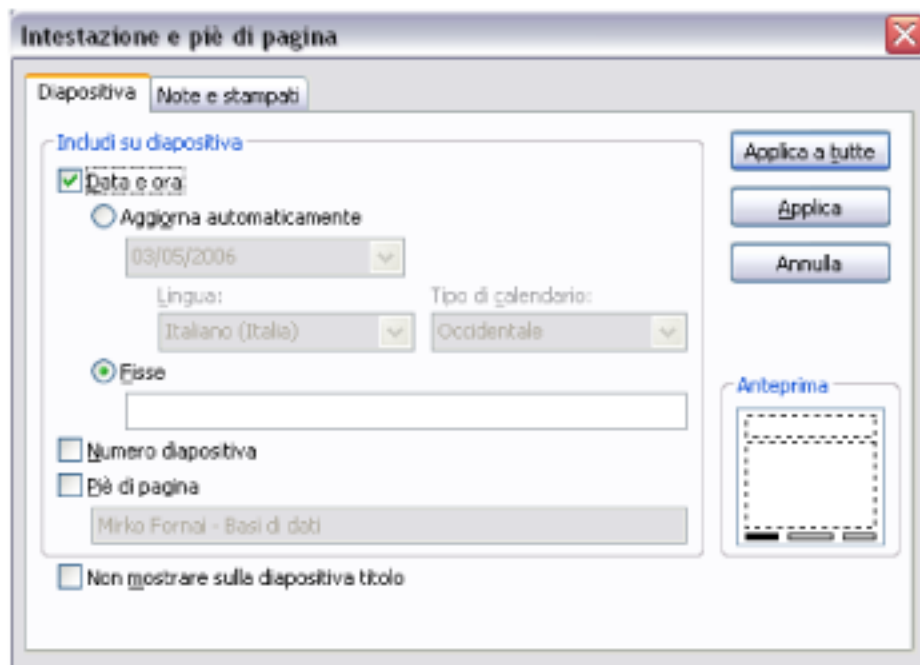 Intestazione e piè di pagina
Diapositiva
Note e stampati
Includi su diapositiva
Data e ora
Aggiorna automaticamente
03/05/2006
Lingua:
Tipo di calendario:
Italiano (Italia)
Occidentale
Fisse
Numero diapositiva
Piè di pagina
Mirko Fornai - Basi di dati
Non mostrare sulla diapositiva titolo
Applica a tutte
Applica
Annulla
Anteprima